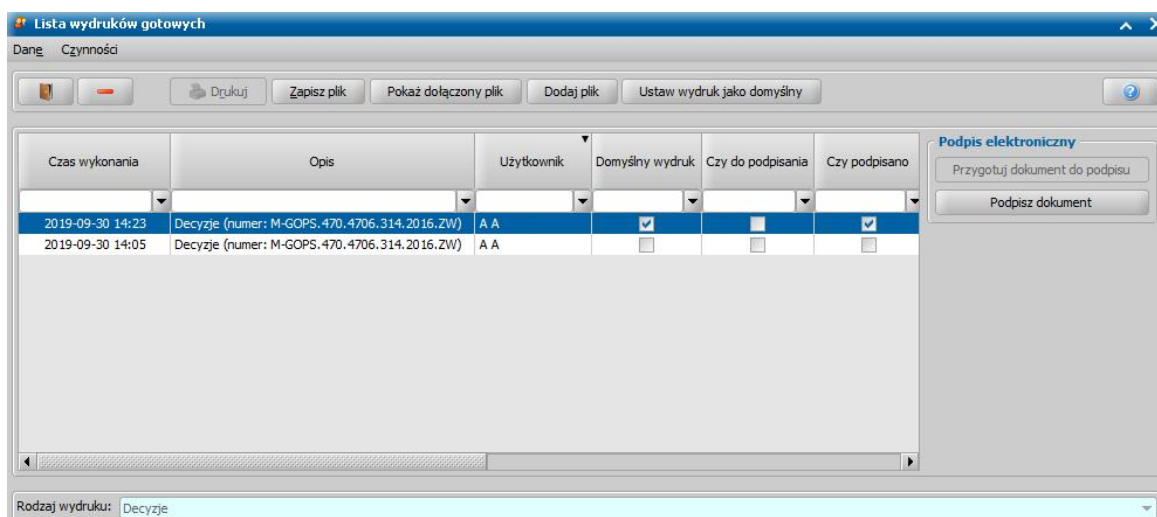 Lista wydruków gotowych
Dane Czynności
Drukuj Zapisz plik Pokaż dołączony plik Dodaj plik Ustaw wydruk jako domyślny
Czas wykonania Opis Użytkownik Domyślny wydruk Czy do podpisania Czy podpisano
2019-09-30 14:23 Decyzje (numer: M-GOPS.470.4706.314.2016.ZW) A A
2019-09-30 14:05 Decyzje (numer: M-GOPS.470.4706.314.2016.ZW) A A
Podpis elektroniczny
Przygotuj dokument do podpisu
Podpisz dokument
Rodzaj wydruku: Decyzje